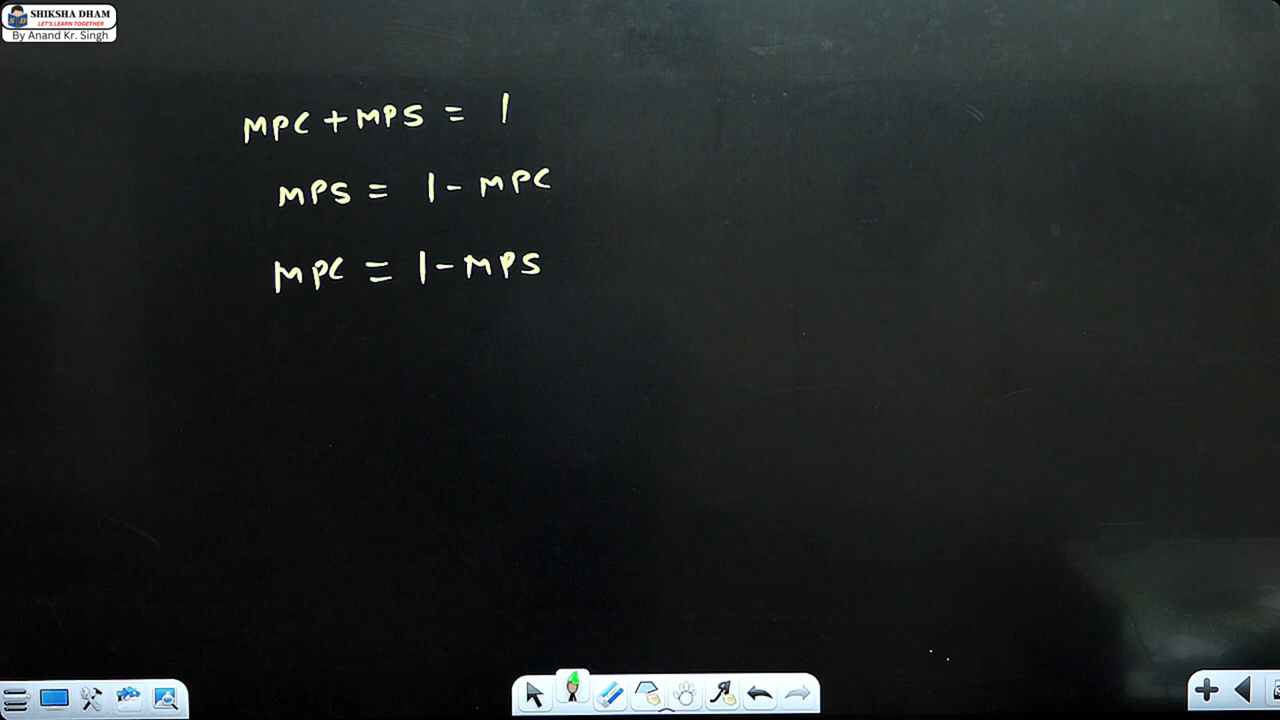 SHIKSHA DHAM
LET'S LEARN TOGETHER
By Anand Kr. Singh
MPC + MPS = 1
MPS = 1 - MPC
MPC = 1 - MPS